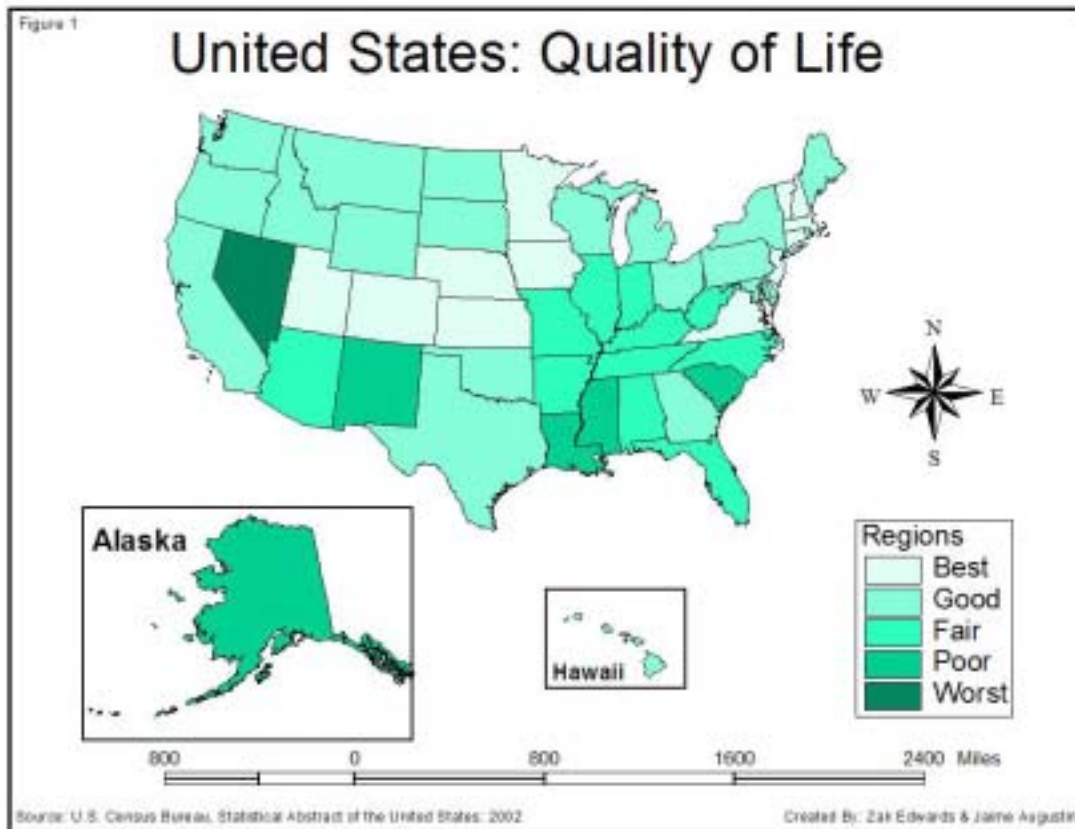 Figure 1
United States: Quality of Life
N
W
E
S
Alaska
Hawaii
Regions
Best
Good
Fair
Poor
Worst
800 0 800 1600 2400 Miles
Source: U.S. Census Bureau, Statistical Abstract of the United States: 2002
Created By: Zak Edwards & Jaime Augustin